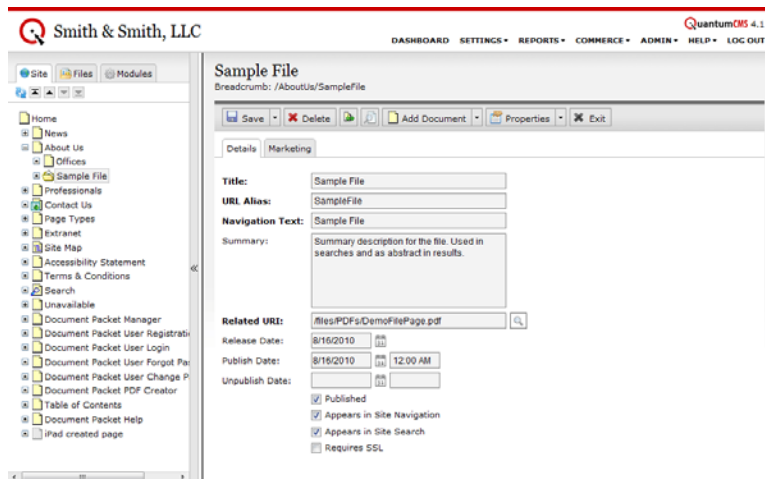 Smith & Smith, LLC
QuantumCMS 4.1
DASHBOARD SETTINGS REPORTS COMMERCE ADMIN HELP LOG OUT
Site Files Modules
Home
News
About Us
Offices
Sample File
Professionals
Contact Us
Page Types
Extranet
Site Map
Accessibility Statement
Terms & Conditions
Search
Unavailable
Document Packet Manager
Document Packet User Registrati
Document Packet User Login
Document Packet User Forgot Pa
Document Packet User Change P
Document Packet PDF Creator
Table of Contents
Document Packet Help
iPad created page
Sample File
Breadcrumb: /AboutUs/SampleFile
Save Delete Add Document Properties Exit
Details Marketing
Title: Sample File
URL Alias: SampleFile
Navigation Text: Sample File
Summary: Summary description for the file. Used in
searches and as abstract in results.
Related URI: /files/PDFs/DemoFilePage.pdf
Release Date: 8/16/2010
Publish Date: 8/16/2010 12:00 AM
Unpublish Date:
Published
Appears in Site Navigation
Appears in Site Search
Requires SSL